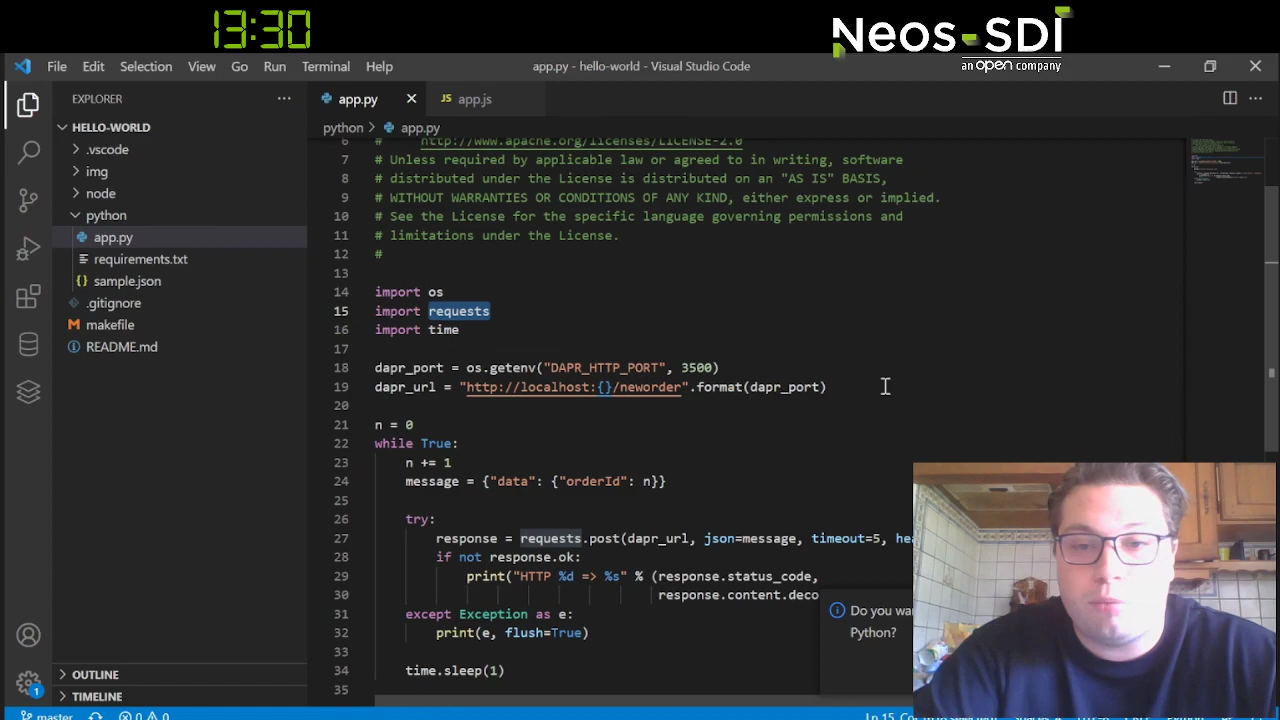 13:30
Neos-SDI
an open company
File Edit Selection View Go Run Terminal Help
app.py - hello-world - Visual Studio Code
EXPLORER
app.py
JS app.js
HELLO-WORLD
python > app.py
.vscode
img
node
python
app.py
requirements.txt
sample.json
.gitignore
makefile
README.md
OUTLINE
TIMELINE
master
6 # http://www.apache.org/licenses/LICENSE-2.0
7 # Unless required by applicable law or agreed to in writing, software
8 # distributed under the License is distributed on an "AS IS" BASIS,
9 # WITHOUT WARRANTIES OR CONDITIONS OF ANY KIND, either express or implied.
10 # See the License for the specific language governing permissions and
11 # limitations under the License.
12 #
13
14 import os
15 import requests
16 import time
17
18 dapr_port = os.getenv("DAPR_HTTP_PORT", 3500)
19 dapr_url = "http://localhost:{}/neworder".format(dapr_port)
20
21 n = 0
22 while True:
23 n += 1
24 message = {"data": {"orderId": n}}
25
26 try:
27 response = requests.post(dapr_url, json=message, timeout=5, hea
28 if not response.ok:
29 print("HTTP %d => %s" % (response.status_code,
30 response.content.deco
31 except Exception as e:
32 print(e, flush=True)
33
34 time.sleep(1)
35
Do you wan
Python?
1
0 0